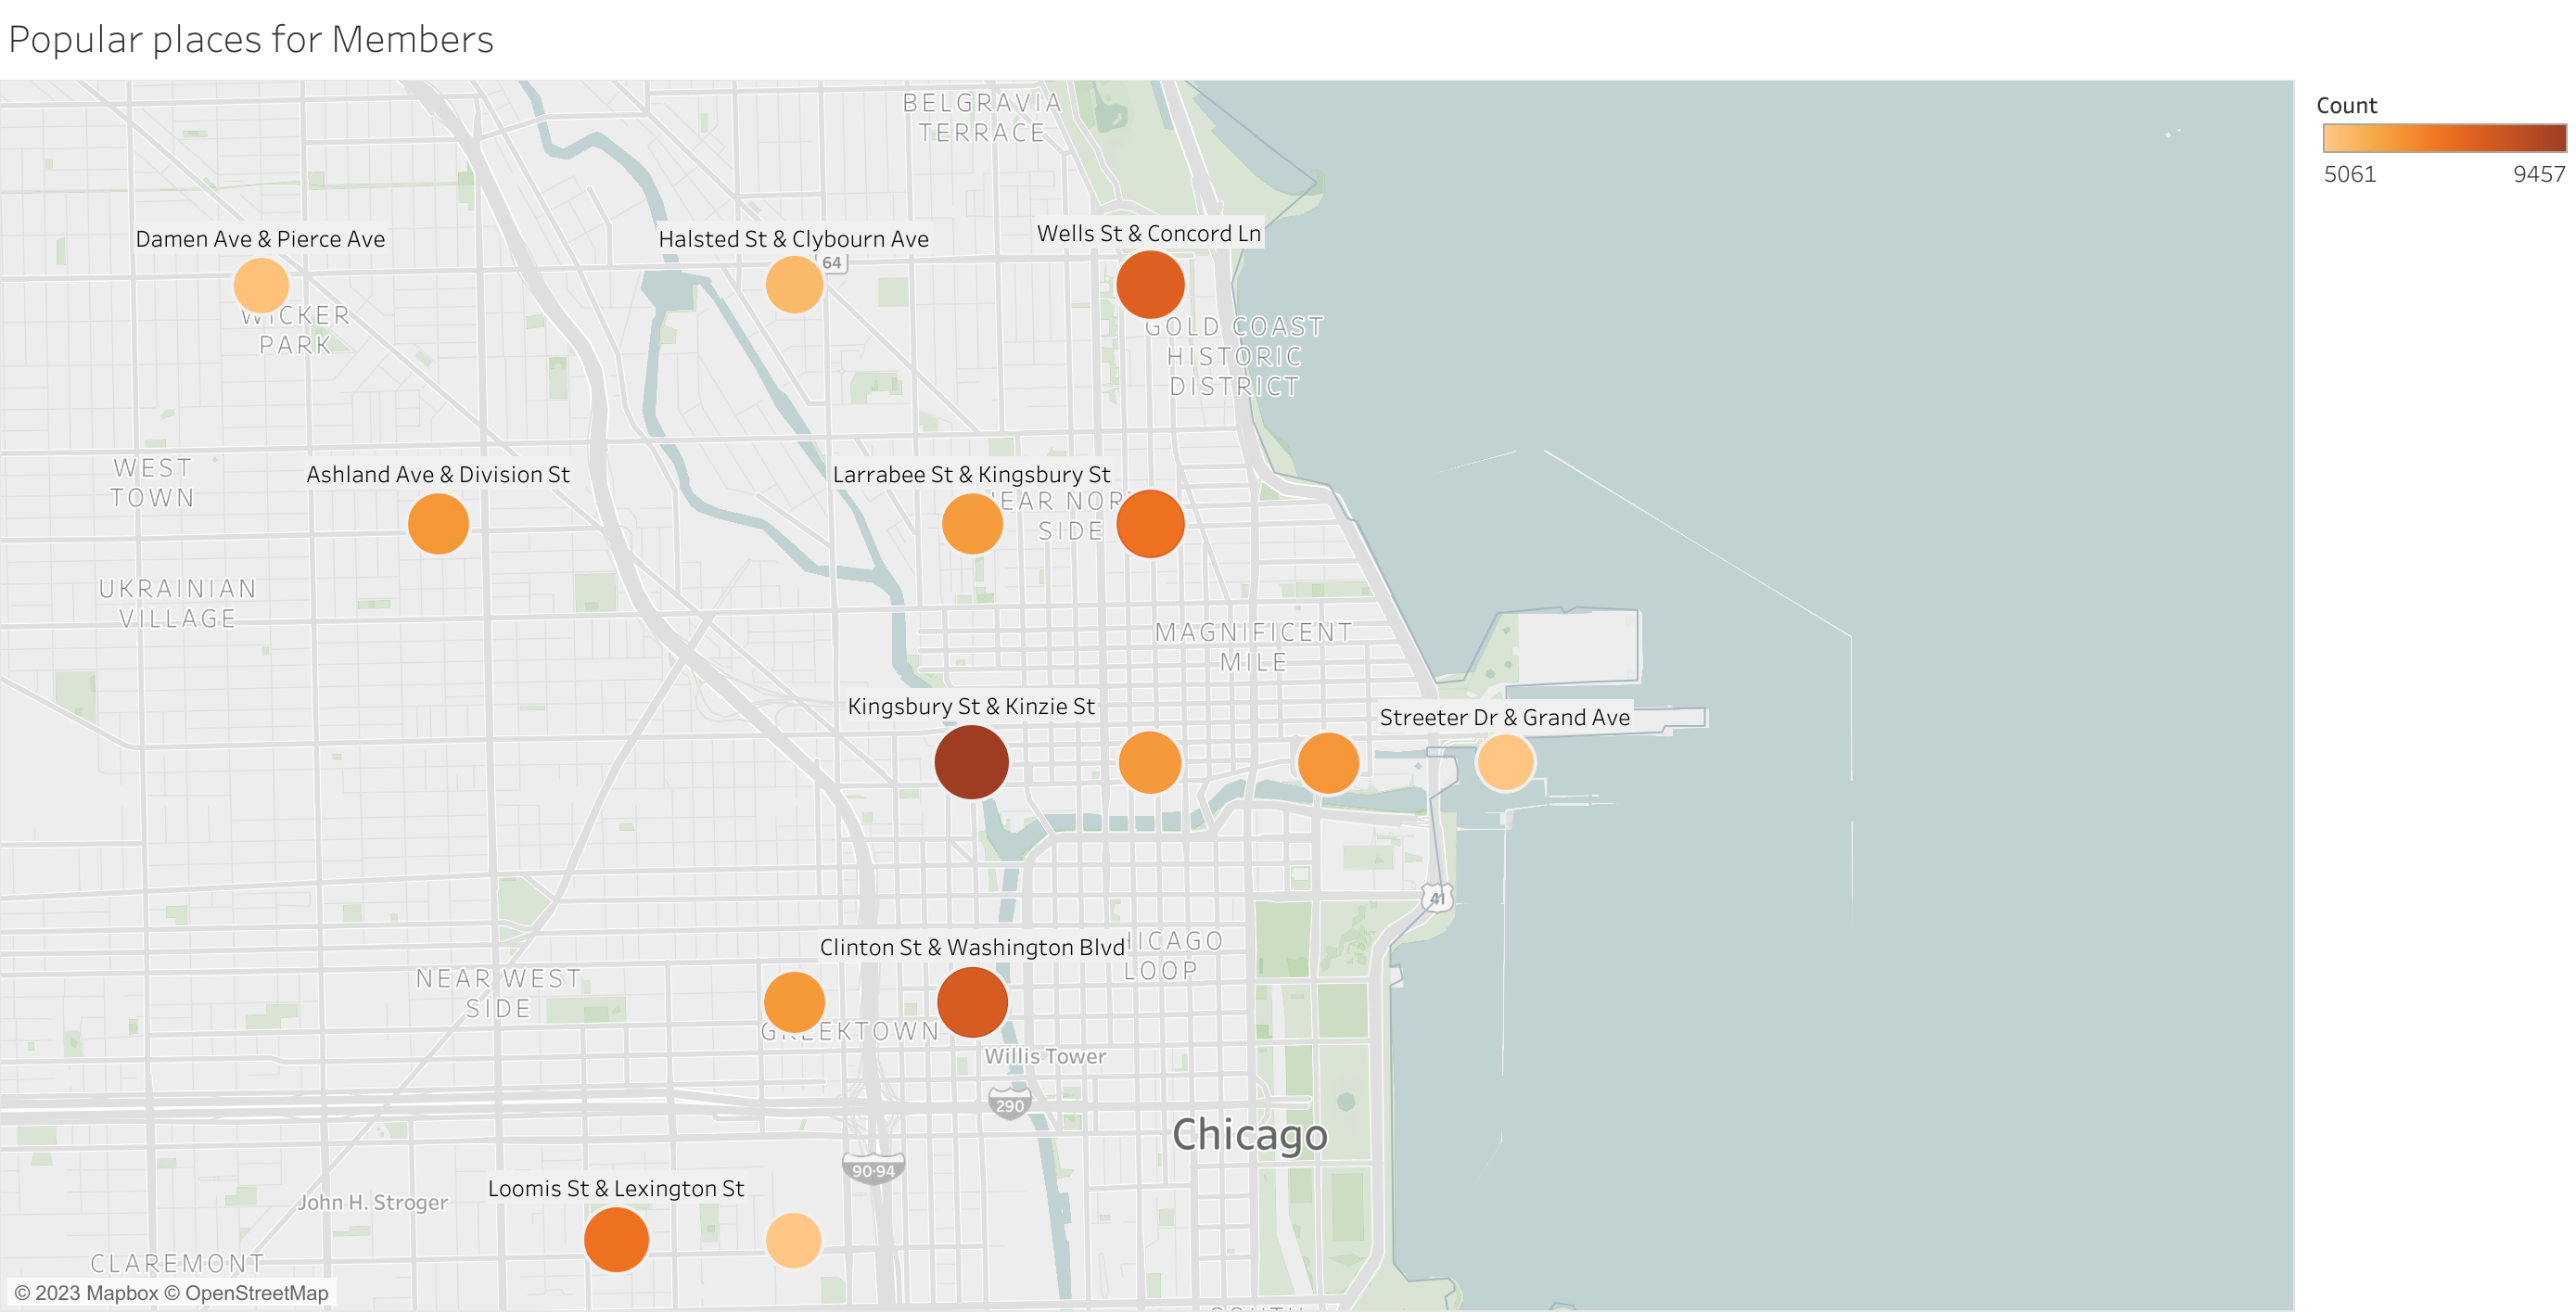 Popular places for Members
Count
5061 9457
BELGRAVIA
TERRACE
Damen Ave & Pierce Ave
Halsted St & Clybourn Ave
Wells St & Concord Ln
64
WICKER
PARK
GOLD COAST
HISTORIC
DISTRICT
WEST
TOWN
Ashland Ave & Division St
Larrabee St & Kingsbury St
EAR NOR
SIDE
UKRAINIAN
VILLAGE
MAGNIFICENT
MILE
Kingsbury St & Kinzie St
Streeter Dr & Grand Ave
41
Clinton St & Washington Blvd
HICAGO
LOOP
NEAR WEST
SIDE
GREEKTOWN
Willis Tower
290
Chicago
90·94
Loomis St & Lexington St
John H. Stroger
CLAREMONT
© 2023 Mapbox © OpenStreetMap